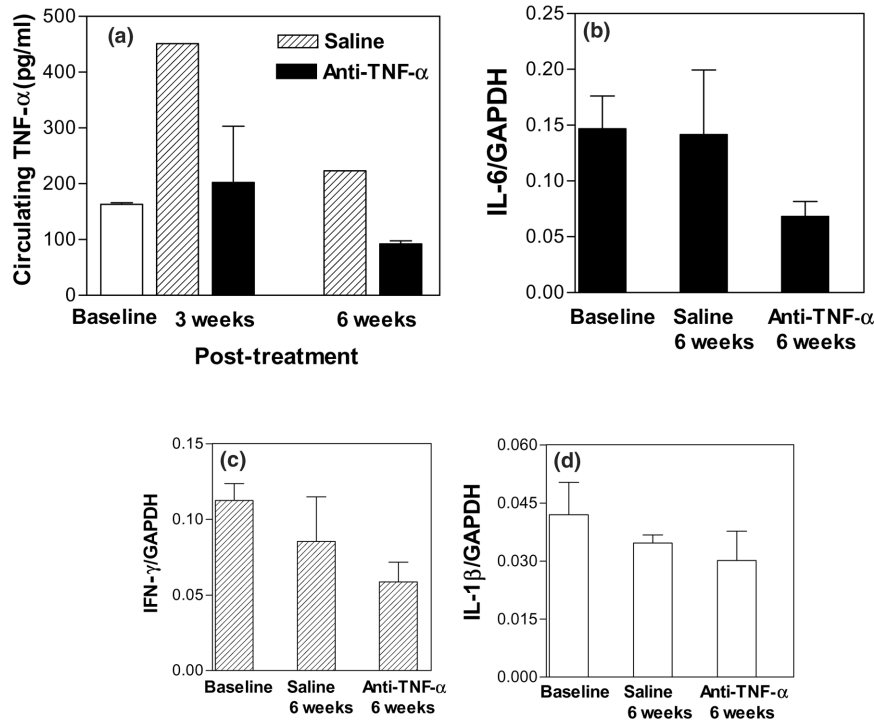 (a)
Circulating TNF-α(pg/ml)
500
400
300
200
100
0
Saline
Anti-TNF-α
Baseline 3 weeks 6 weeks
Post-treatment
(b)
IL-6/GAPDH
0.25
0.20
0.15
0.10
0.05
0.00
Baseline Saline Anti-TNF-α
6 weeks 6 weeks
(c)
IFN-γ/GAPDH
0.15
0.10
0.05
0.00
Baseline Saline Anti-TNF-α
6 weeks 6 weeks
(d)
IL-1β/GAPDH
0.060
0.045
0.030
0.015
0.000
Baseline Saline Anti-TNF-α
6 weeks 6 weeks